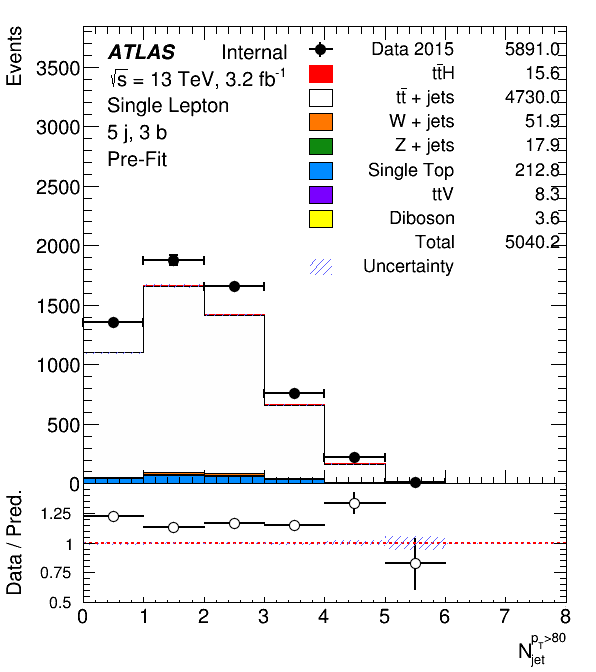 Events
ATLAS Internal
√s = 13 TeV, 3.2 fb-1
Single Lepton
5 j, 3 b
Pre-Fit
Data 2015 5891.0
tt̄H 15.6
tt̄ + jets 4730.0
W + jets 51.9
Z + jets 17.9
Single Top 212.8
ttV 8.3
Diboson 3.6
Total 5040.2
Uncertainty
3500
3000
2500
2000
1500
1000
500
0
Data / Pred.
1.25
1
0.75
0.5
0 1 2 3 4 5 6 7 8
N_jet^{p_T>80}